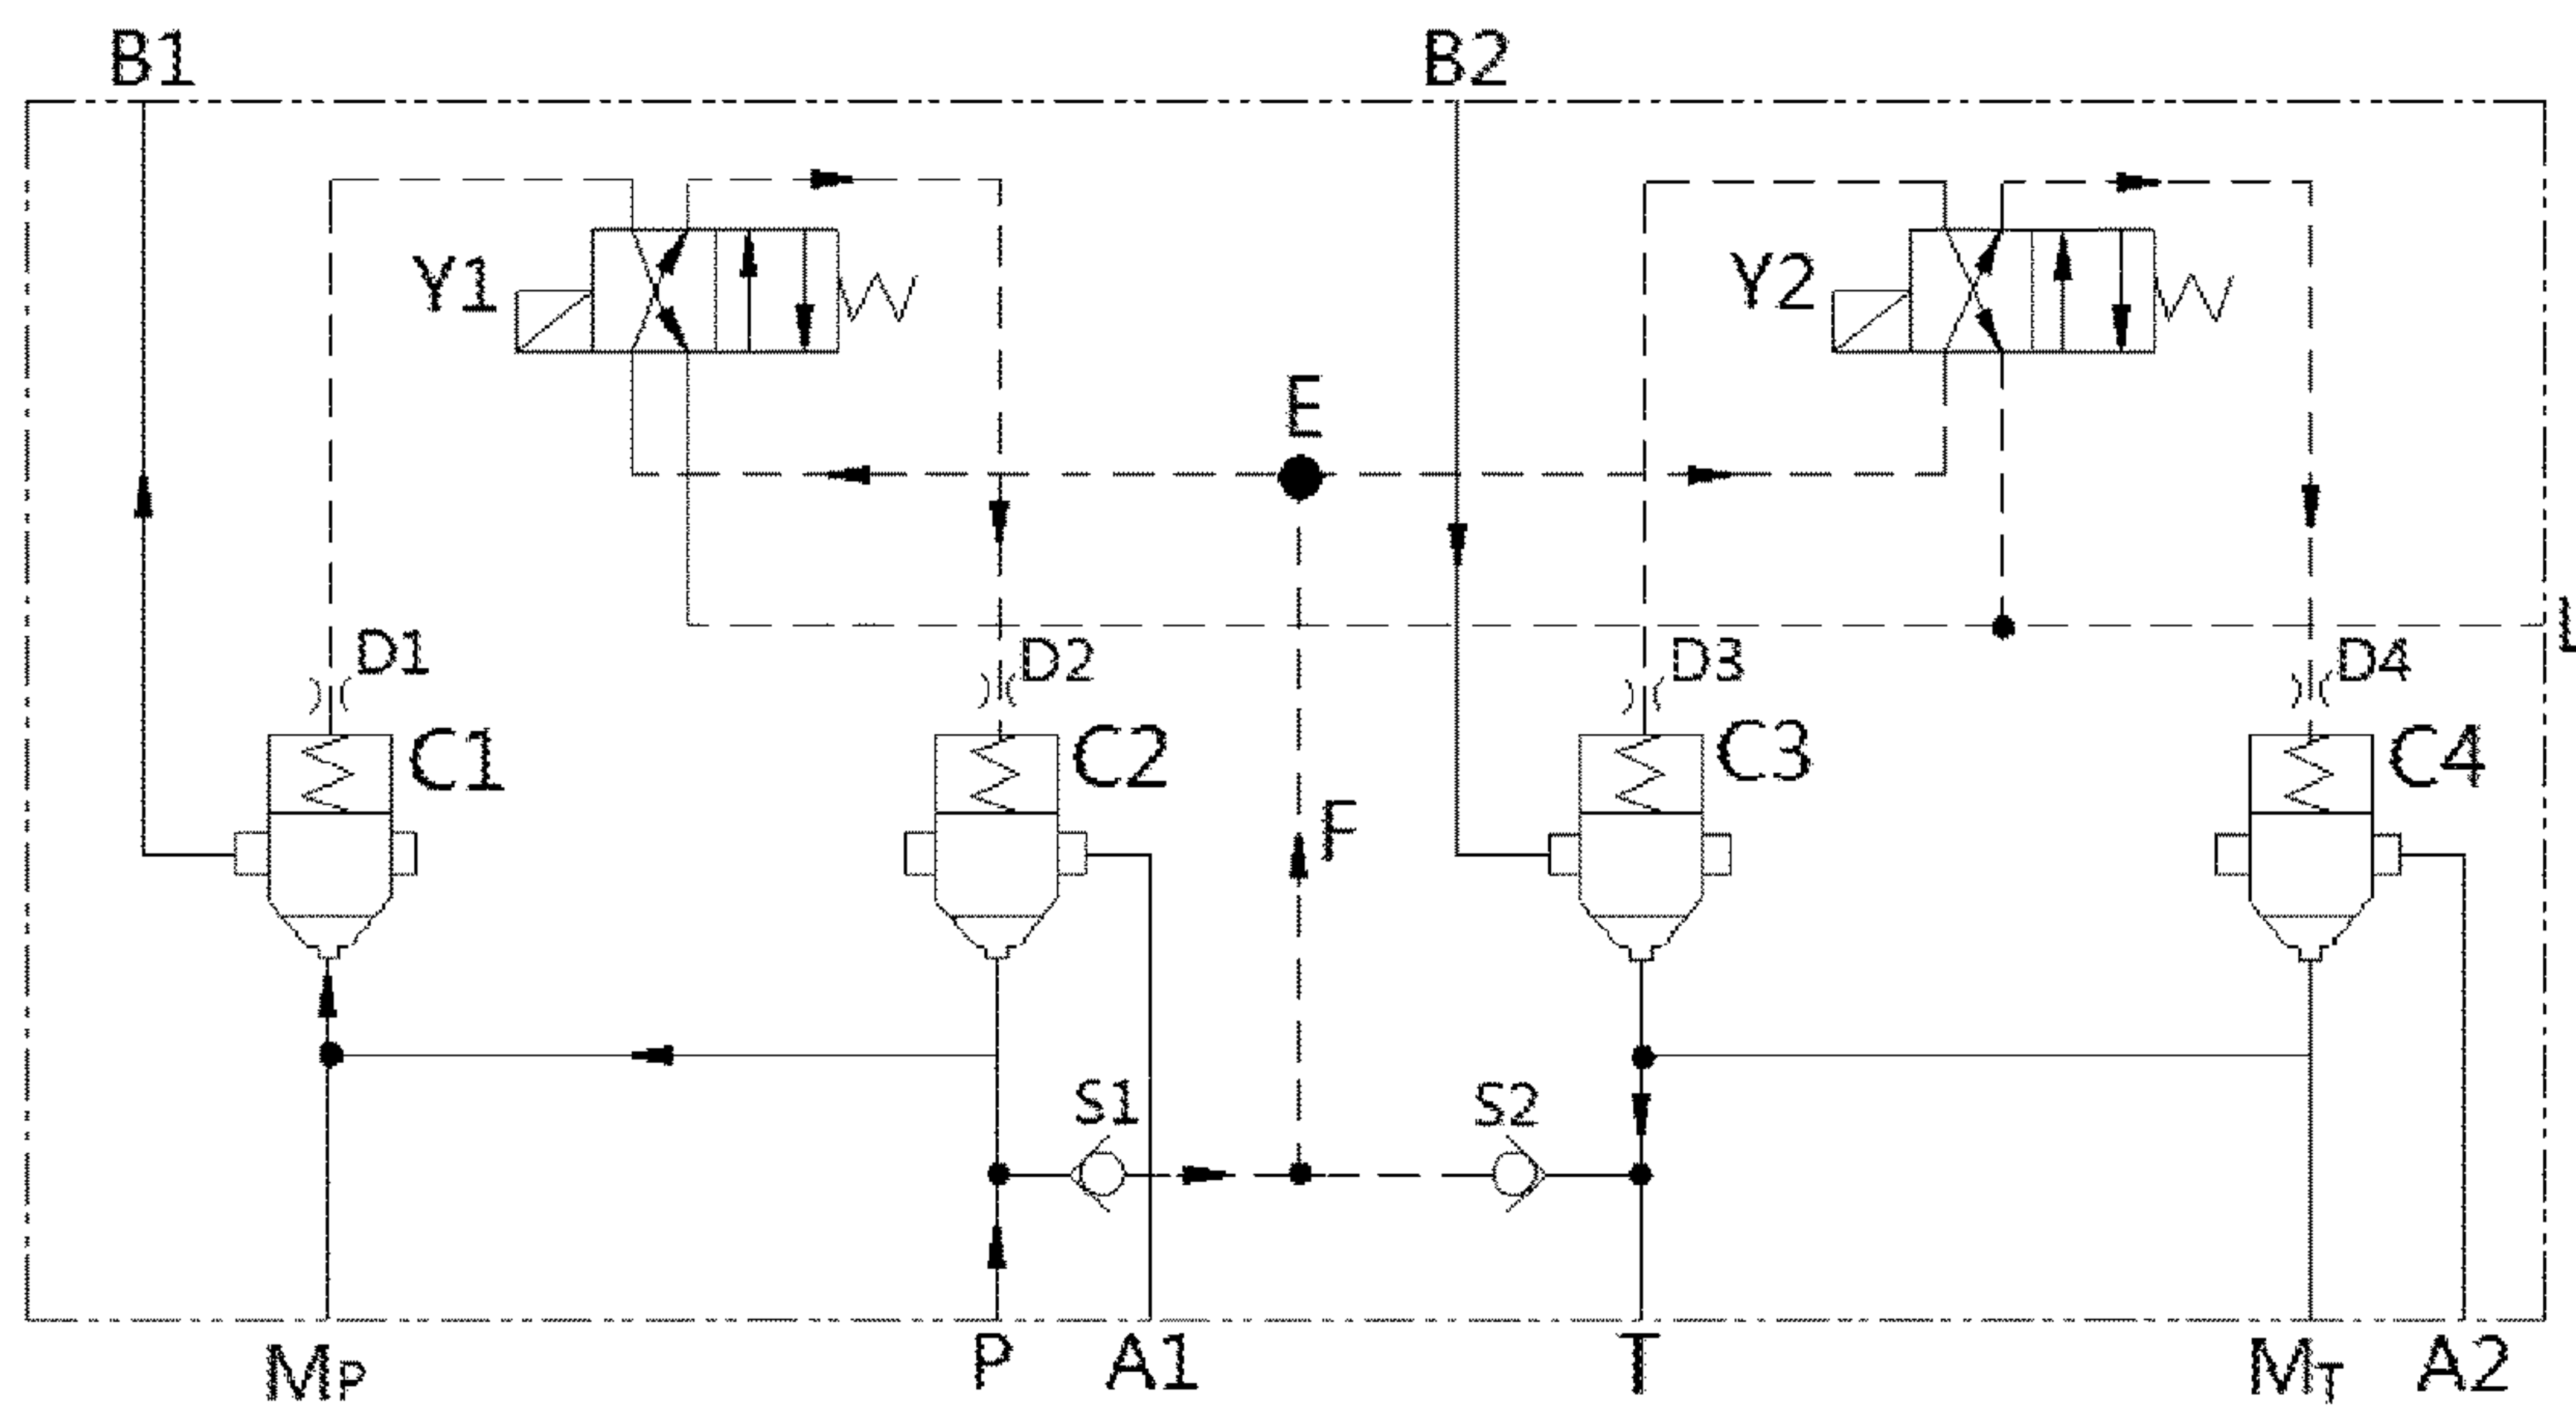 B1 B2
Y1 Y2
E
L
D1 D2 D3 D4
C1 C2 C3 C4
F
S1 S2
MP P A1 T MT A2